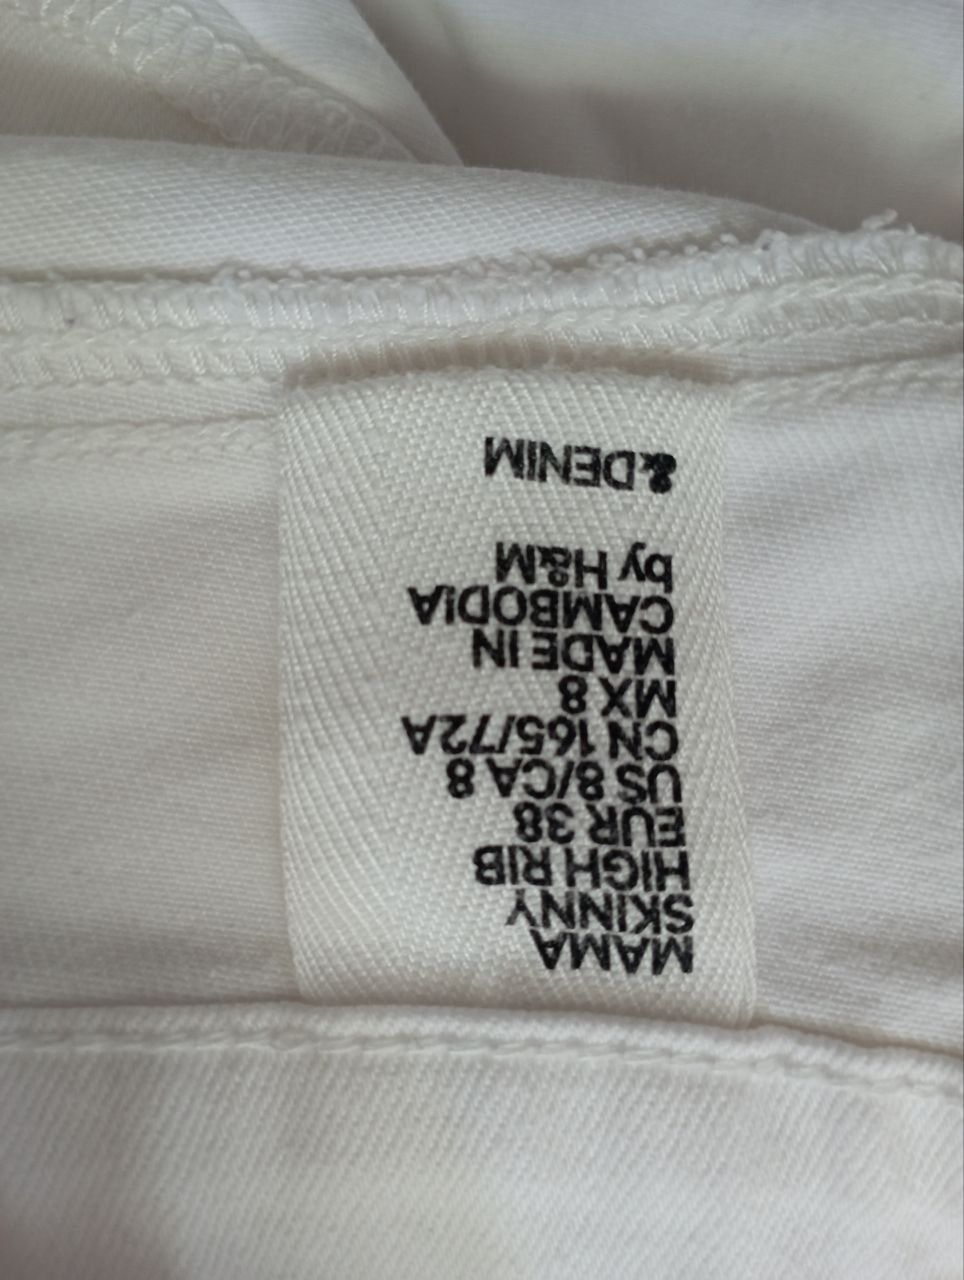 MAMA
SKINNY
HIGH RIB
EUR 38
US 8/CA 8
CN 165/72A
MX 8
MADE IN
CAMBODIA
by H&M
&DENIM